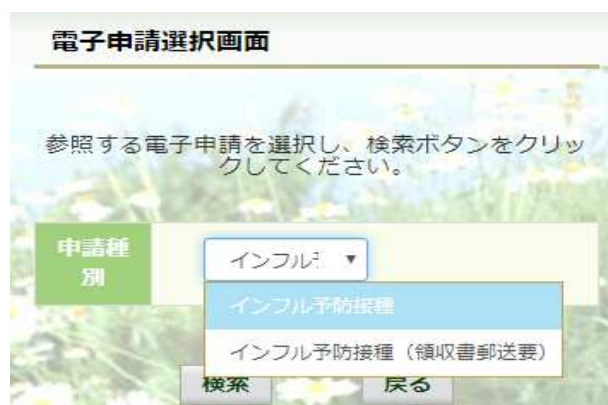 電子申請選択画面
参照する電子申請を選択し、検索ボタンをクリッ
クしてください。
申請種
別
インフル予
インフル予防接種
インフル予防接種（領収書郵送要）
検索
戻る